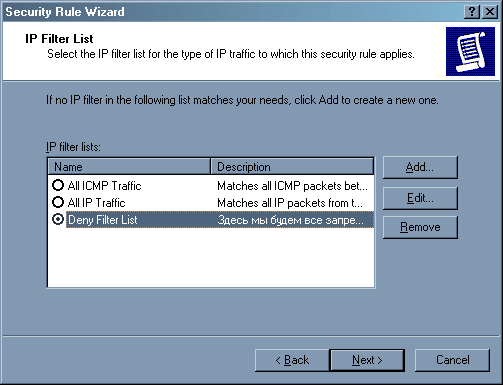 Security Rule Wizard
IP Filter List
Select the IP filter list for the type of IP traffic to which this security rule applies.
If no IP filter in the following list matches your needs, click Add to create a new one.
IP filter lists:
Name Description
All ICMP Traffic Matches all ICMP packets bet...
All IP Traffic Matches all IP packets from t...
Deny Filter List Здесь мы будем все запре...
Add...
Edit...
Remove
< Back Next > Cancel